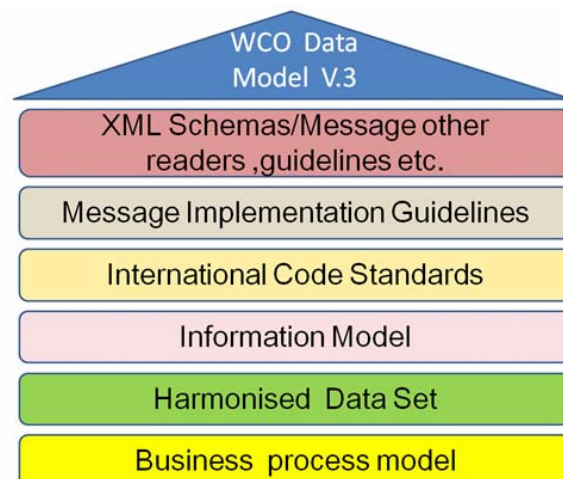 WCO Data
Model V.3
XML Schemas/Message other
readers ,guidelines etc.
Message Implementation Guidelines
International Code Standards
Information Model
Harmonised Data Set
Business process model